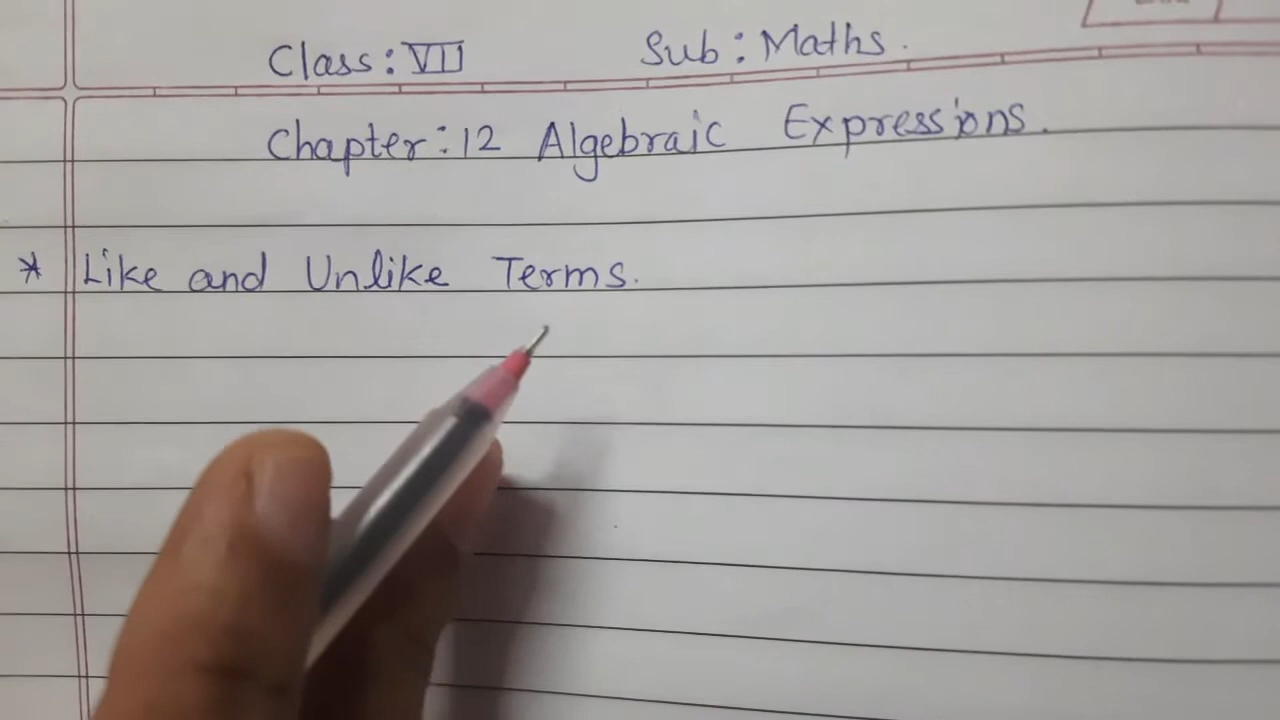 Class: VII Sub: Maths.
Chapter: 12 Algebraic Expressions.
* Like and Unlike Terms.